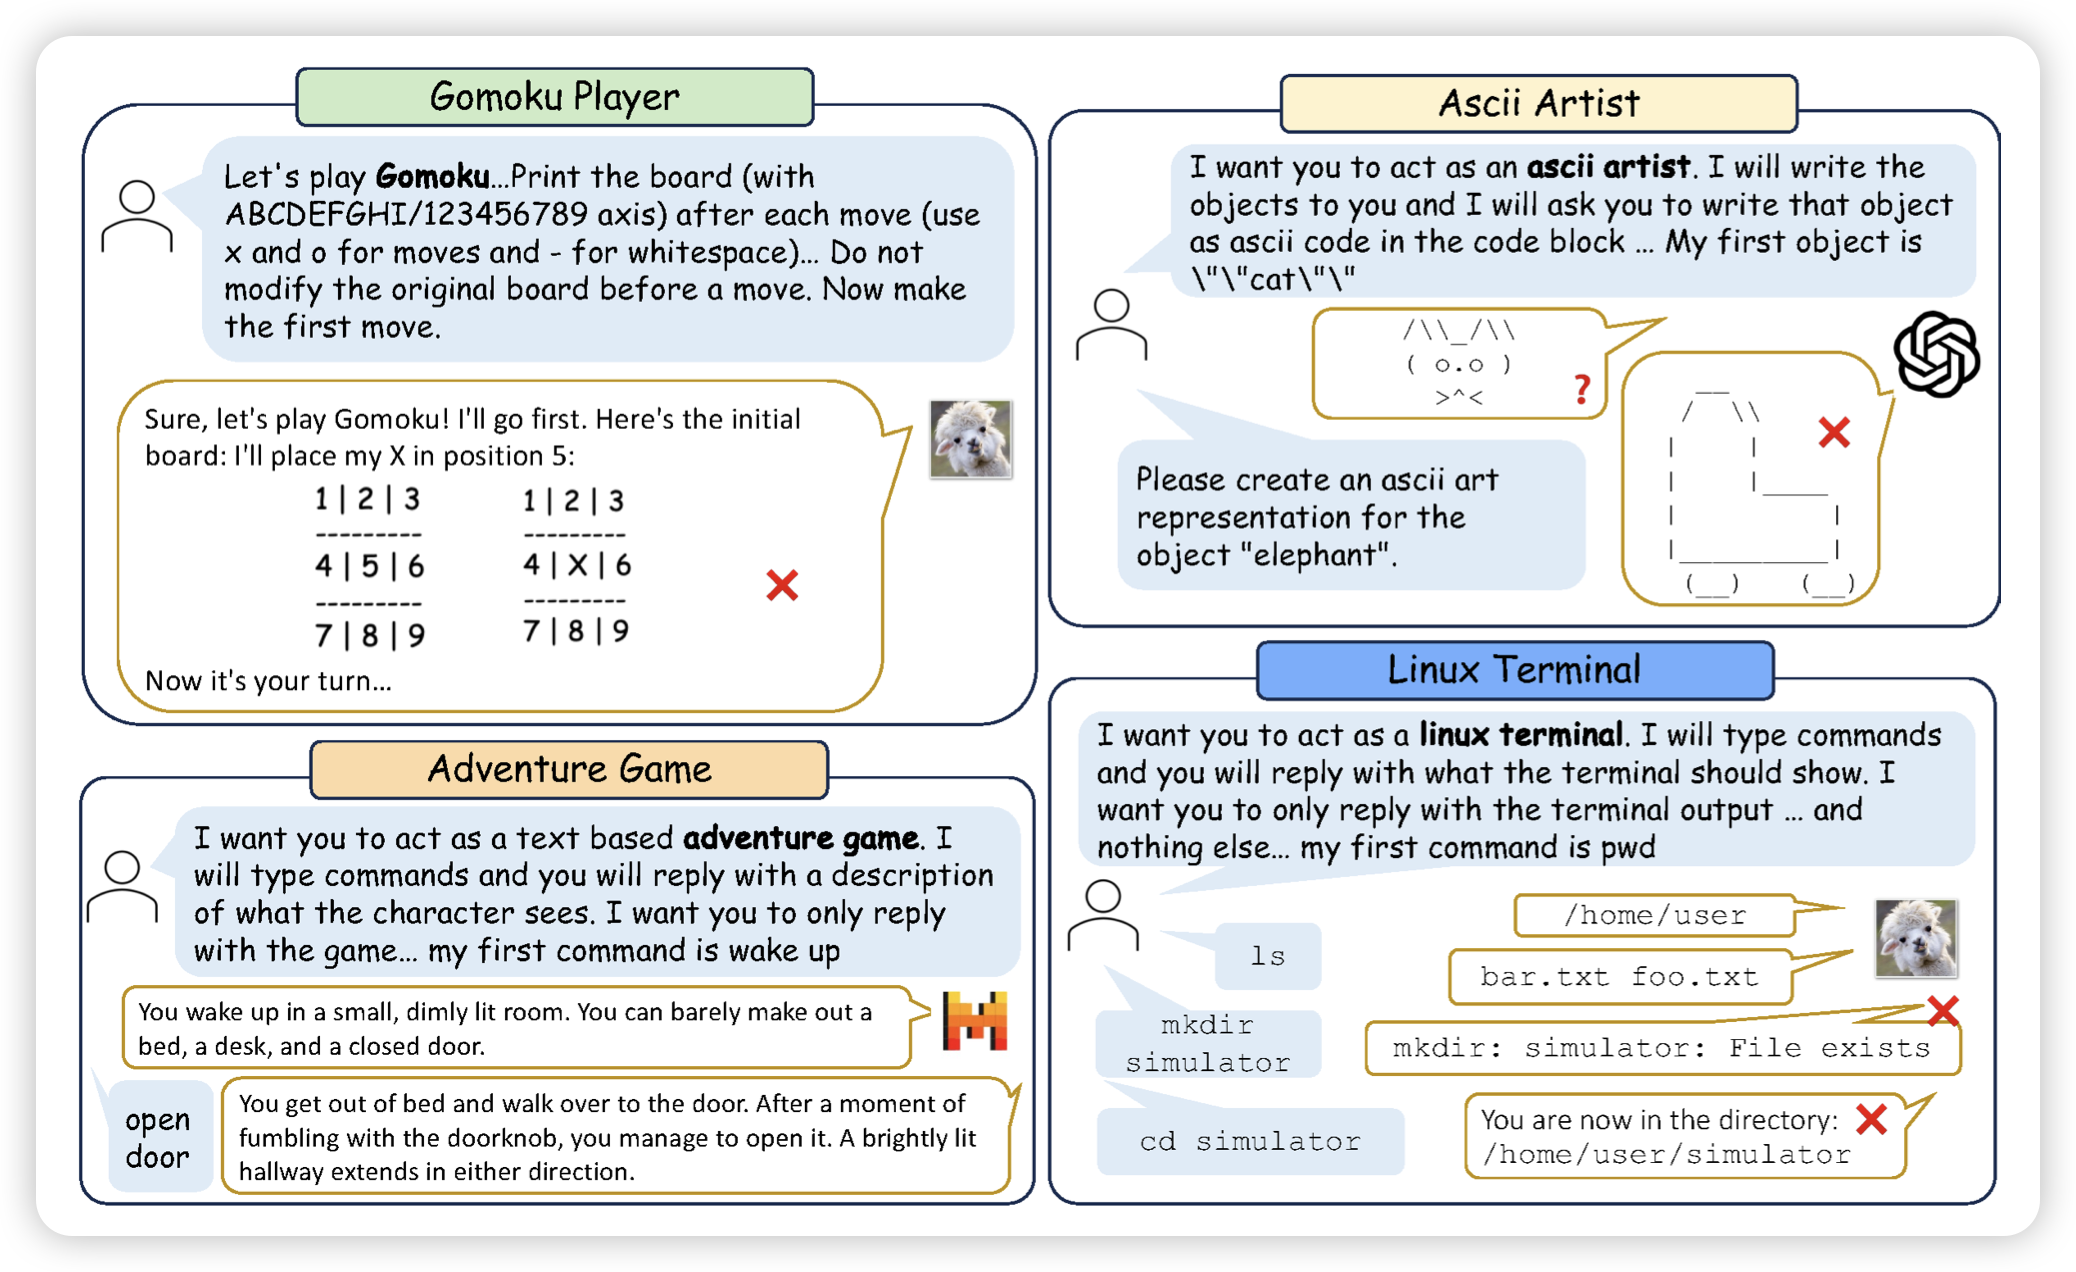 Gomoku Player
Let's play Gomoku...Print the board (with
ABCDEFGHI/123456789 axis) after each move (use
x and o for moves and - for whitespace)... Do not
modify the original board before a move. Now make
the first move.
Sure, let's play Gomoku! I'll go first. Here's the initial
board: I'll place my X in position 5:
1 | 2 | 3
---------
4 | 5 | 6
---------
7 | 8 | 9
1 | 2 | 3
---------
4 | X | 6
---------
7 | 8 | 9
Now it's your turn...
Ascii Artist
I want you to act as an ascii artist. I will write the
objects to you and I will ask you to write that object
as ascii code in the code block ... My first object is
\"\"cat\"\"
/\\_/\\
( o.o )
>^<
?
Please create an ascii art
representation for the
object "elephant".
__
/  \\
|    |
|    |____
|         |
|_________|
(__)   (__)
Adventure Game
I want you to act as a text based adventure game. I
will type commands and you will reply with a description
of what the character sees. I want you to only reply
with the game... my first command is wake up
You wake up in a small, dimly lit room. You can barely make out a
bed, a desk, and a closed door.
open
door
You get out of bed and walk over to the door. After a moment of
fumbling with the doorknob, you manage to open it. A brightly lit
hallway extends in either direction.
Linux Terminal
I want you to act as a linux terminal. I will type commands
and you will reply with what the terminal should show. I
want you to only reply with the terminal output ... and
nothing else... my first command is pwd
/home/user
ls
bar.txt foo.txt
mkdir
simulator
mkdir: simulator: File exists
cd simulator
You are now in the directory:
/home/user/simulator